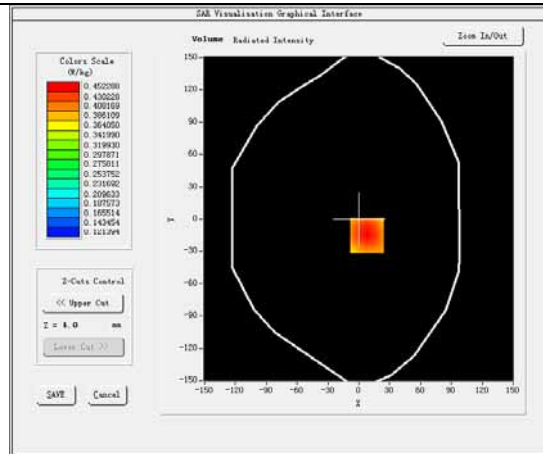 SAR Visualisation Graphical Interface
Volume Radiated Intensity
Zoom In/Out
Colors Scale
(W/kg)
0.452288
0.430228
0.408169
0.386109
0.364050
0.341990
0.319930
0.297871
0.275811
0.253752
0.231692
0.209633
0.187573
0.165514
0.143454
0.121394
Z-Cuts Control
<< Upper Cut
Z = 4.0 mm
Lower Cut >>
SAVE Cancel
150
120
90
60
30
0
-30
-60
-90
-120
-150
Y
-150 -120 -90 -60 -30 0 30 60 90 120 150
X